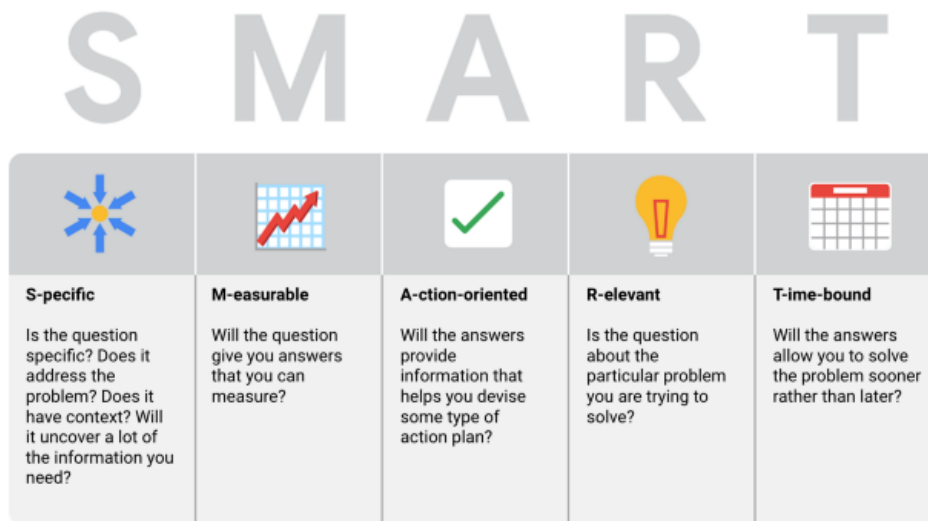 S M A R T
S-pecific
Is the question
specific? Does it
address the
problem? Does it
have context? Will
it uncover a lot of
the information you
need?
M-easurable
Will the question
give you answers
that you can
measure?
A-ction-oriented
Will the answers
provide
information that
helps you devise
some type of
action plan?
R-elevant
Is the question
about the
particular problem
you are trying to
solve?
T-ime-bound
Will the answers
allow you to solve
the problem sooner
rather than later?